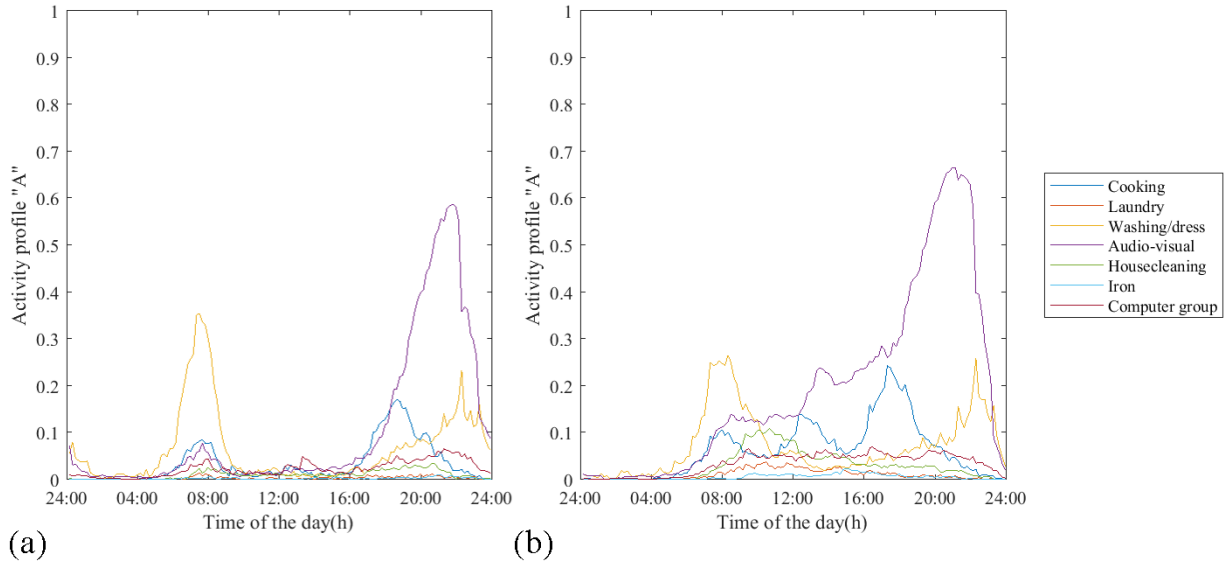 1
0.9
0.8
0.7
0.6
0.5
0.4
0.3
0.2
0.1
0
Activity profile "A"
24:00 04:00 08:00 12:00 16:00 20:00 24:00
Time of the day(h)
(a)
1
0.9
0.8
0.7
0.6
0.5
0.4
0.3
0.2
0.1
0
Activity profile "A"
24:00 04:00 08:00 12:00 16:00 20:00 24:00
Time of the day(h)
(b)
Cooking
Laundry
Washing/dress
Audio-visual
Housecleaning
Iron
Computer group